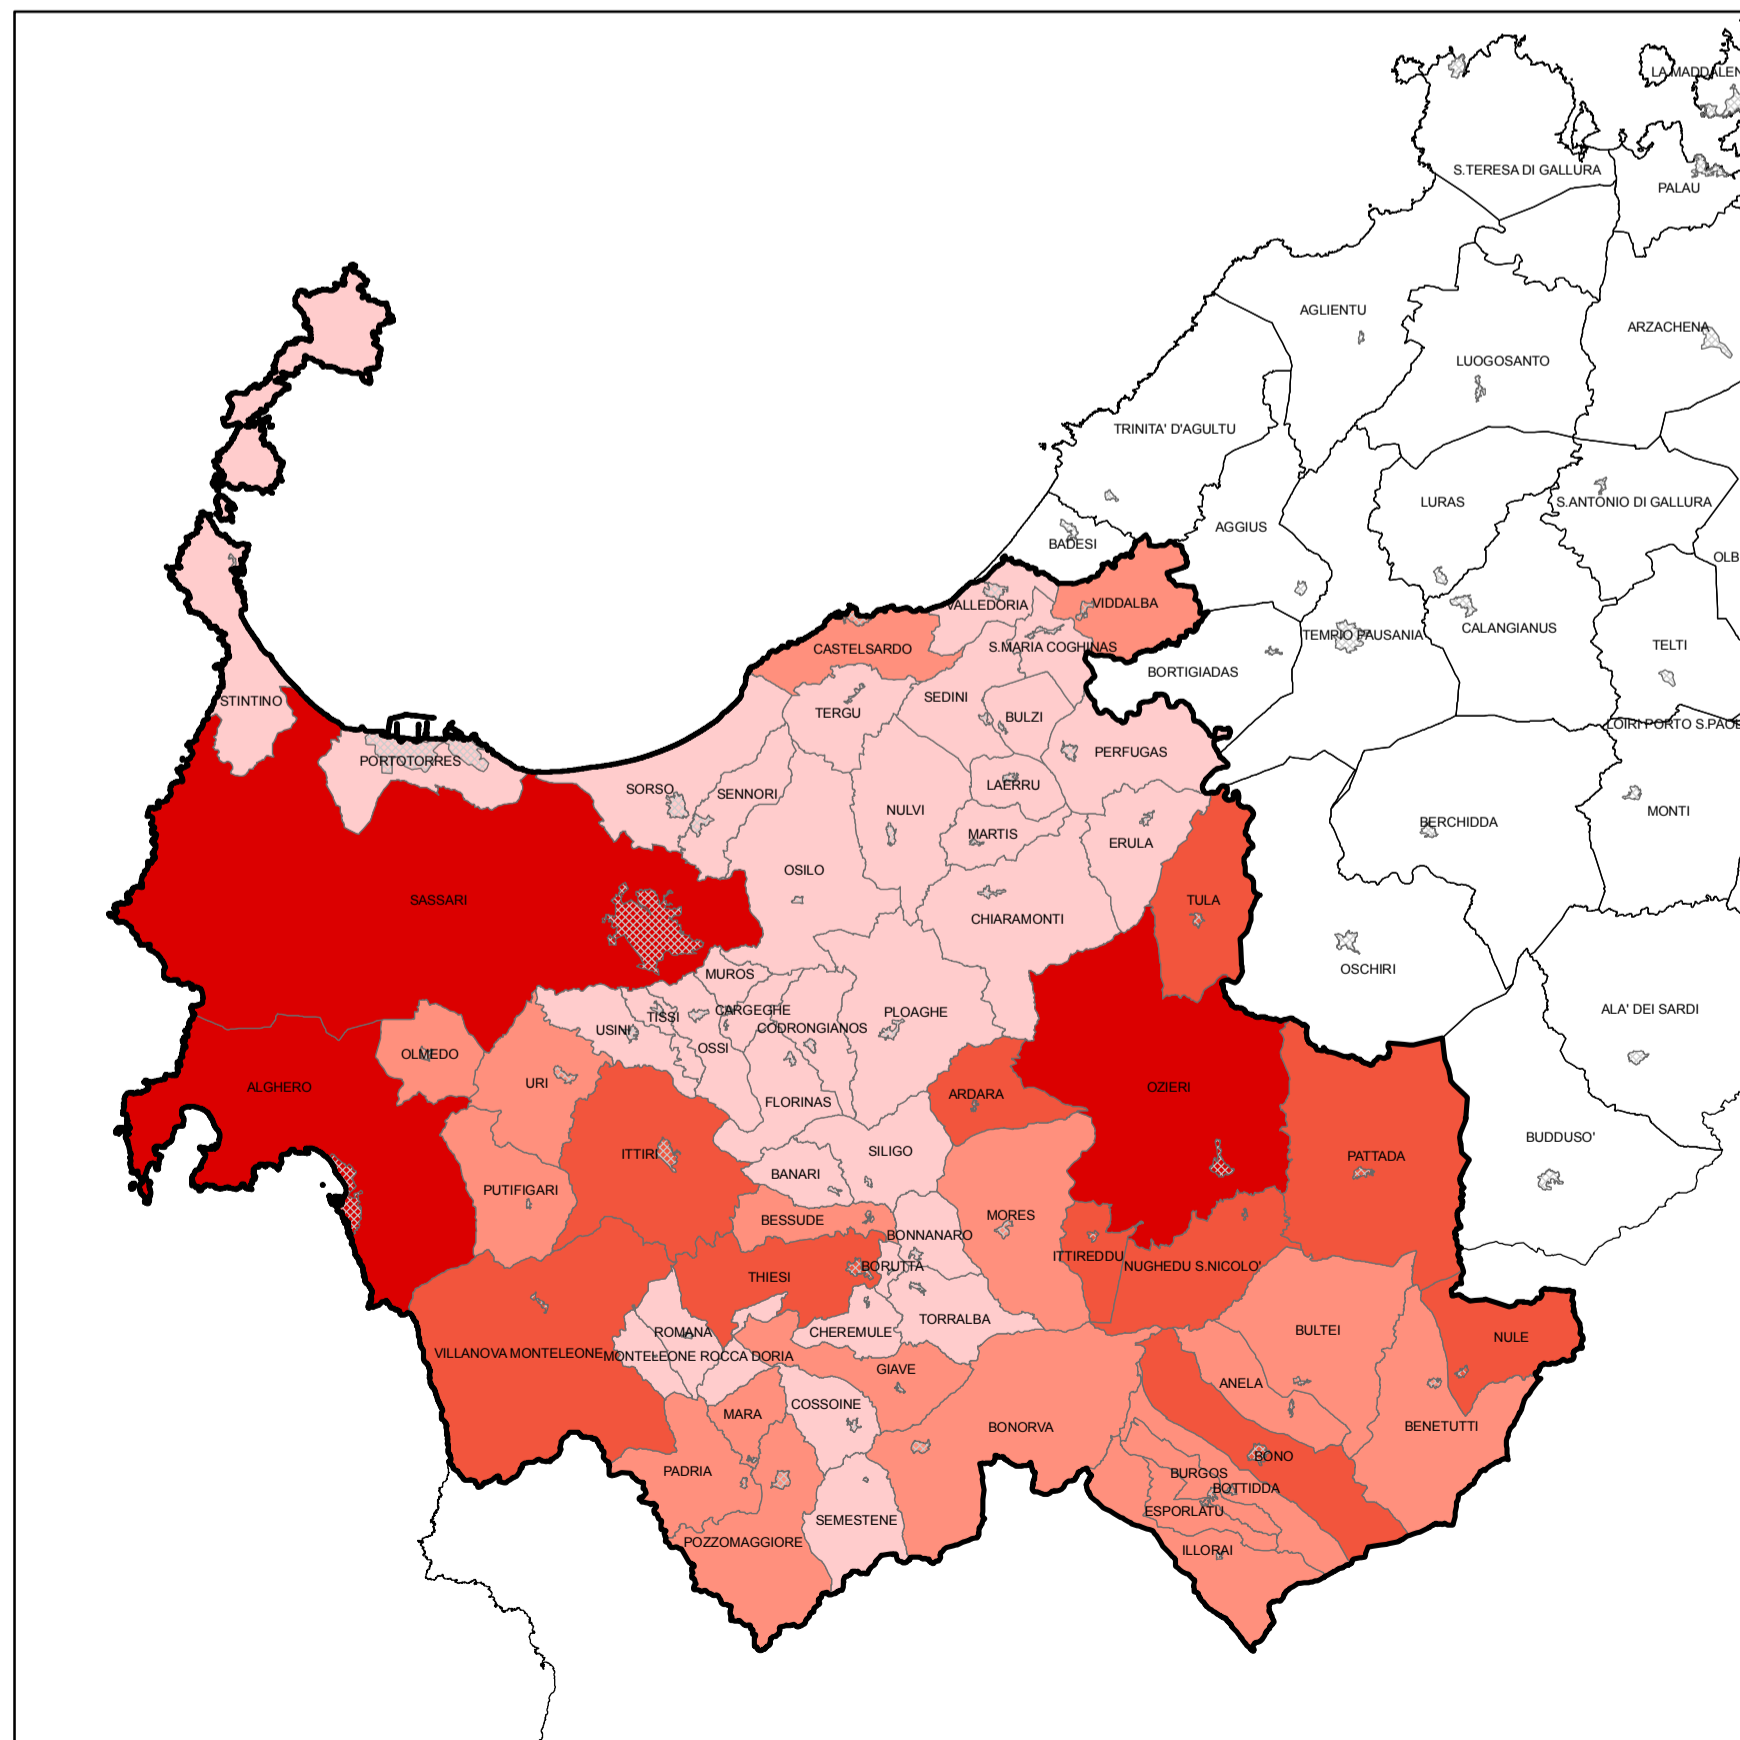 LA MADDALEN
S.TERESA DI GALLURA
PALAU
AGLIENTU
ARZACHENA
LUOGOSANTO
TRINITA' D'AGULTU
LURAS
S.ANTONIO DI GALLURA
AGGIUS
BADESI
OLB
VALLEDORIA
VIDDALBA
CALANGIANUS
TEMPIO PAUSANIA
TELTI
CASTELSARDO
S.MARIA COGHINAS
BORTIGIADAS
STINTINO
SEDINI
TERGU
BULZI
LOIRI PORTO S.PAOL
PERFUGAS
PORTOTORRES
LAERRU
SORSO
SENNORI
NULVI
MONTI
BERCHIDDA
MARTIS
ERULA
OSILO
SASSARI
TULA
CHIARAMONTI
OSCHIRI
MUROS
CARGEGHE
PLOAGHE
ALA' DEI SARDI
TISSI
USINI
CODRONGIANOS
OSSI
OLMEDO
URI
ALGHERO
OZIERI
ARDARA
FLORINAS
BUDDUSO'
SILIGO
ITTIRI
PATTADA
BANARI
PUTIFIGARI
MORES
BESSUDE
BONNANARO
ITTIREDDU
NUGHEDU S.NICOLO'
BORUTTA
THIESI
TORRALBA
ROMANA
CHEREMULE
BULTEI
NULE
VILLANOVA MONTELEONE
MONTELEONE ROCCA DORIA
GIAVE
ANELA
COSSOINE
MARA
BONORVA
BENETUTTI
BONO
PADRIA
BURGOS
BOTTIDDA
ESPORLATU
SEMESTENE
POZZOMAGGIORE
ILLORAI